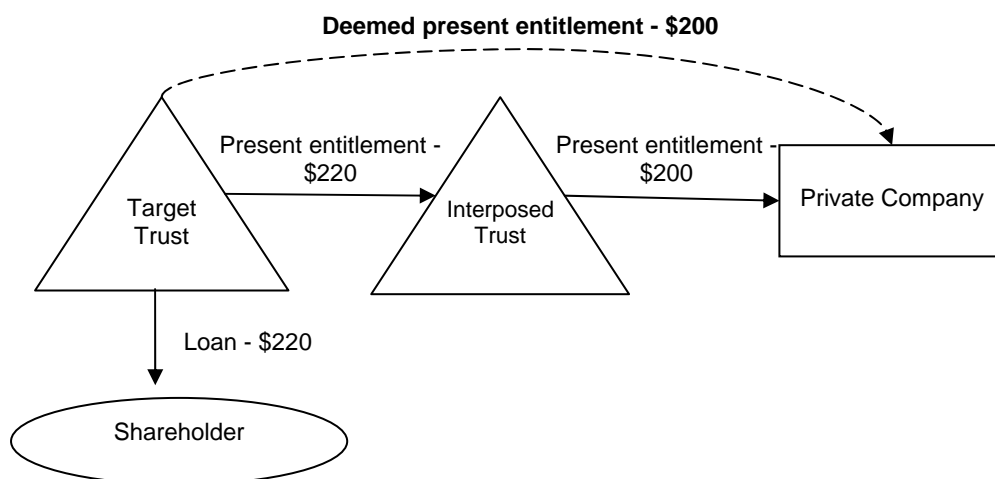 Deemed present entitlement - $200
Present entitlement -
$220
Present entitlement -
$200
Target
Trust
Interposed
Trust
Private Company
Loan - $220
Shareholder